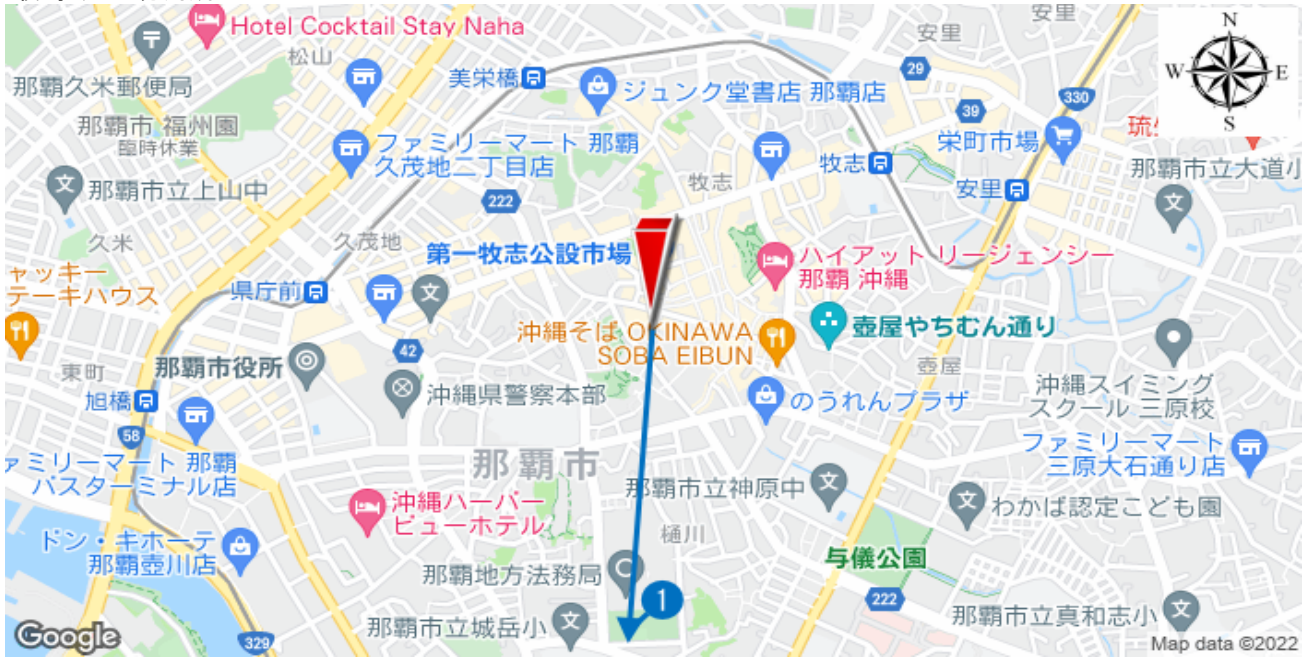 Hotel Cocktail Stay Naha
松山
那覇久米郵便局
美栄橋
ジュンク堂書店 那覇店
安里
安里
N
W
E
S
29
39
330
那覇市 福州園
臨時休業
ファミリーマート 那覇
久茂地二丁目店
栄町市場
那覇市立大道小
那覇市立上山中
牧志
牧志
安里
222
久米
久茂地
第一牧志公設市場
ハイアット リージェンシー
那覇 沖縄
県庁前
ャッキー
テーキハウス
沖縄そば OKINAWA
SOBA EIBUN
壺屋やちむん通り
東町
那覇市役所
42
沖縄県警察本部
壺屋
沖縄スイミング
スクール 三原校
旭橋
のうれんプラザ
58
ァミリーマート 那覇
バスターミナル店
那覇市
ファミリーマート
三原大石通り店
沖縄ハーバー
ビューホテル
那覇市立神原中
わかば認定こども園
樋川
ドン・キホーテ
那覇壺川店
与儀公園
那覇地方法務局
1
222
那覇市立城岳小
那覇市立真和志小
329
Google
Map data ©2022